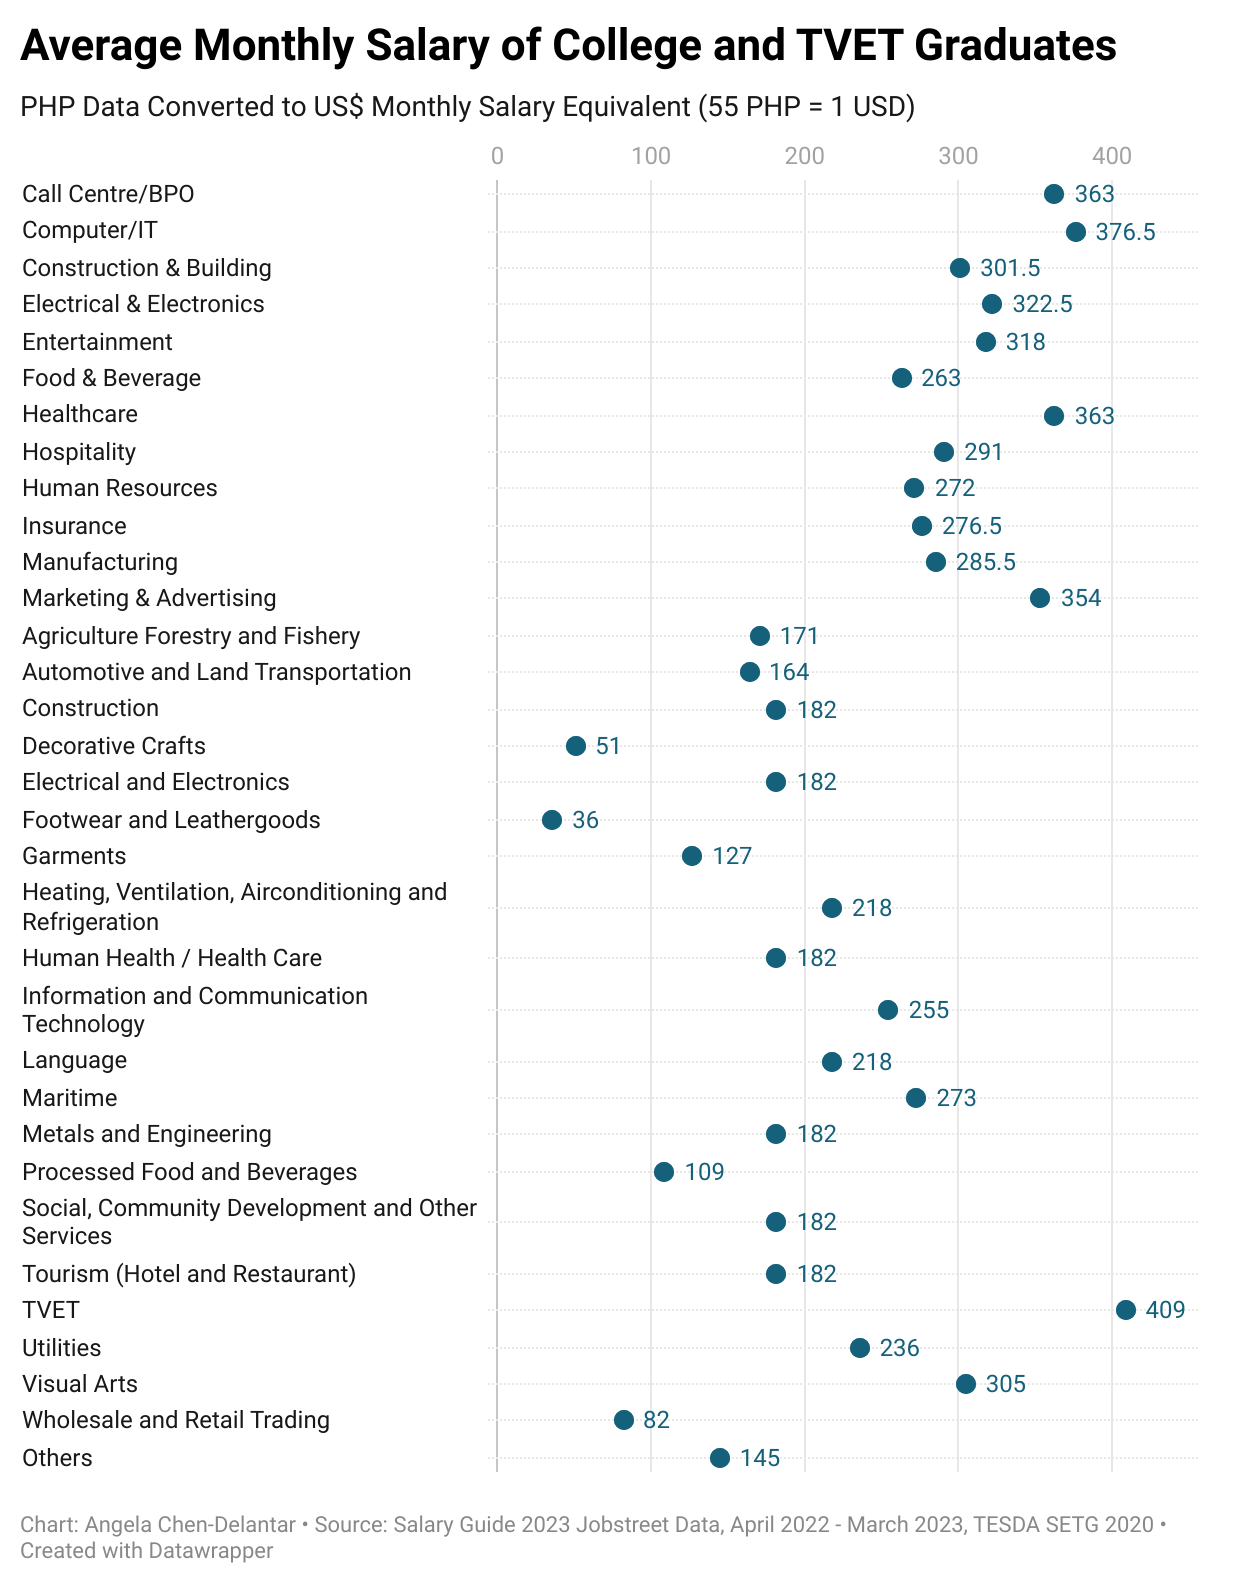 Average Monthly Salary of College and TVET Graduates
PHP Data Converted to US$ Monthly Salary Equivalent (55 PHP = 1 USD)
0 100 200 300 400
Call Centre/BPO 363
Computer/IT 376.5
Construction & Building 301.5
Electrical & Electronics 322.5
Entertainment 318
Food & Beverage 263
Healthcare 363
Hospitality 291
Human Resources 272
Insurance 276.5
Manufacturing 285.5
Marketing & Advertising 354
Agriculture Forestry and Fishery 171
Automotive and Land Transportation 164
Construction 182
Decorative Crafts 51
Electrical and Electronics 182
Footwear and Leathergoods 36
Garments 127
Heating, Ventilation, Airconditioning and
Refrigeration 218
Human Health / Health Care 182
Information and Communication
Technology 255
Language 218
Maritime 273
Metals and Engineering 182
Processed Food and Beverages 109
Social, Community Development and Other
Services 182
Tourism (Hotel and Restaurant) 182
TVET 409
Utilities 236
Visual Arts 305
Wholesale and Retail Trading 82
Others 145
Chart: Angela Chen-Delantar • Source: Salary Guide 2023 Jobstreet Data, April 2022 - March 2023, TESDA SETG 2020 •
Created with Datawrapper